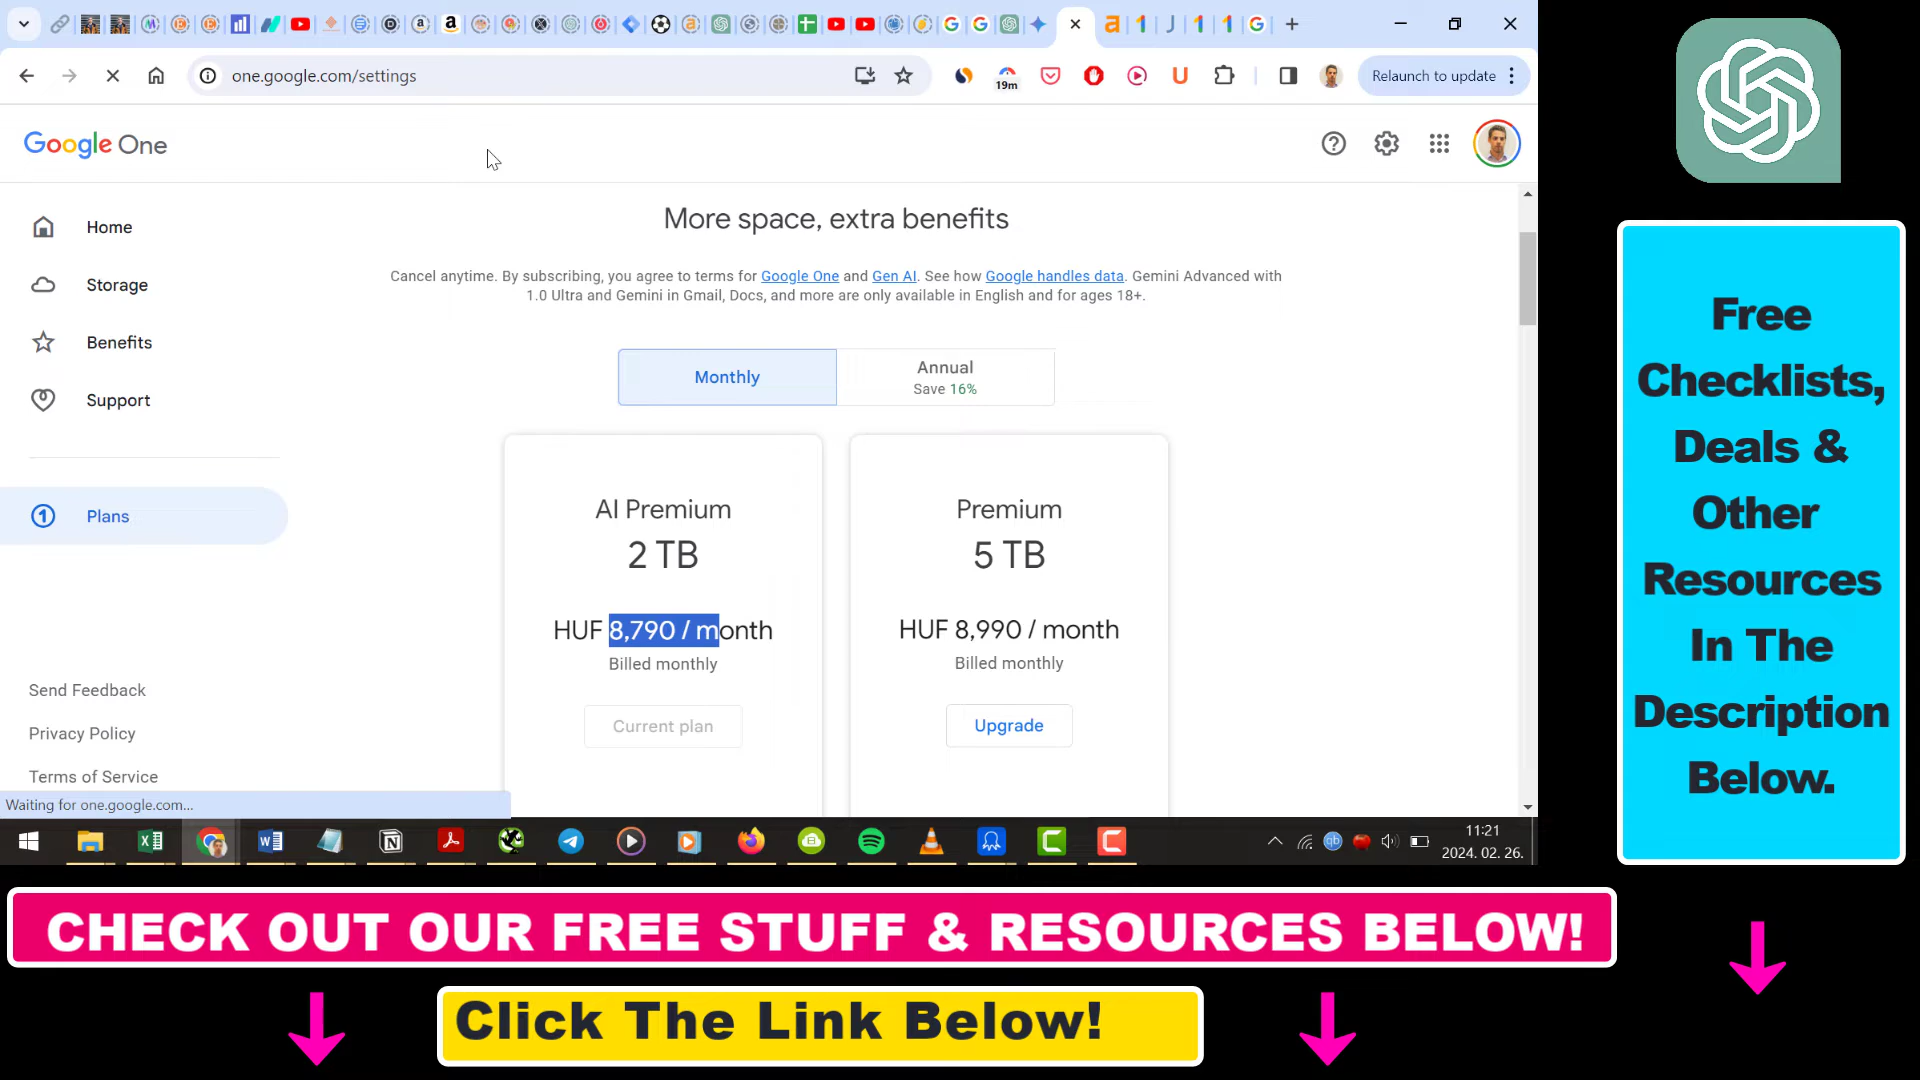 one.google.com/settings
19m
Relaunch to update
Google One
Home
Storage
Benefits
Support
Plans
Send Feedback
Privacy Policy
Terms of Service
Waiting for one.google.com...
More space, extra benefits
Cancel anytime. By subscribing, you agree to terms for Google One and Gen AI. See how Google handles data. Gemini Advanced with
1.0 Ultra and Gemini in Gmail, Docs, and more are only available in English and for ages 18+.
Monthly
Annual
Save 16%
AI Premium
2 TB
HUF 8,790 / month
Billed monthly
Current plan
Premium
5 TB
HUF 8,990 / month
Billed monthly
Upgrade
11:21
2024. 02. 26.
Free
Checklists,
Deals &
Other
Resources
In The
Description
Below.
CHECK OUT OUR FREE STUFF & RESOURCES BELOW!
Click The Link Below!